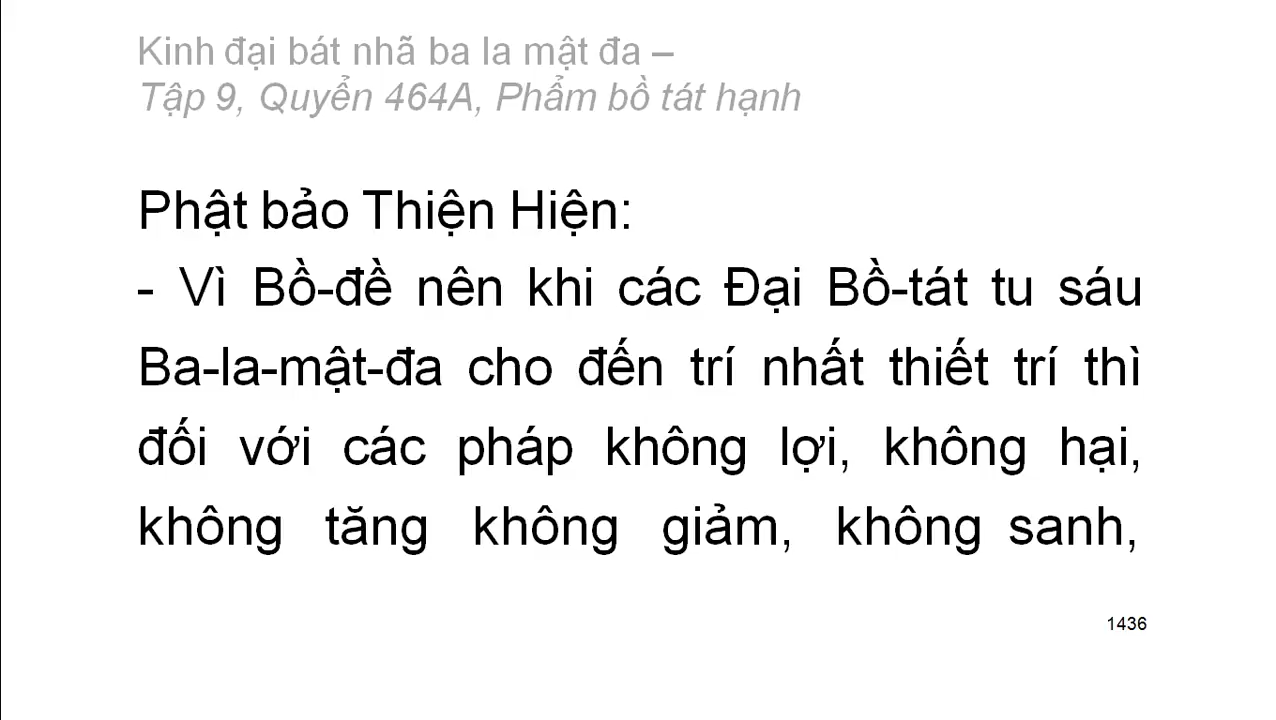 Kinh đại bát nhã ba la mật đa –
Tập 9, Quyển 464A, Phẩm bồ tát hạnh
Phật bảo Thiện Hiện:
- Vì Bồ-đề nên khi các Đại Bồ-tát tu sáu
Ba-la-mật-đa cho đến trí nhất thiết trí thì
đối với các pháp không lợi, không hại,
không tăng không giảm, không sanh,
1436